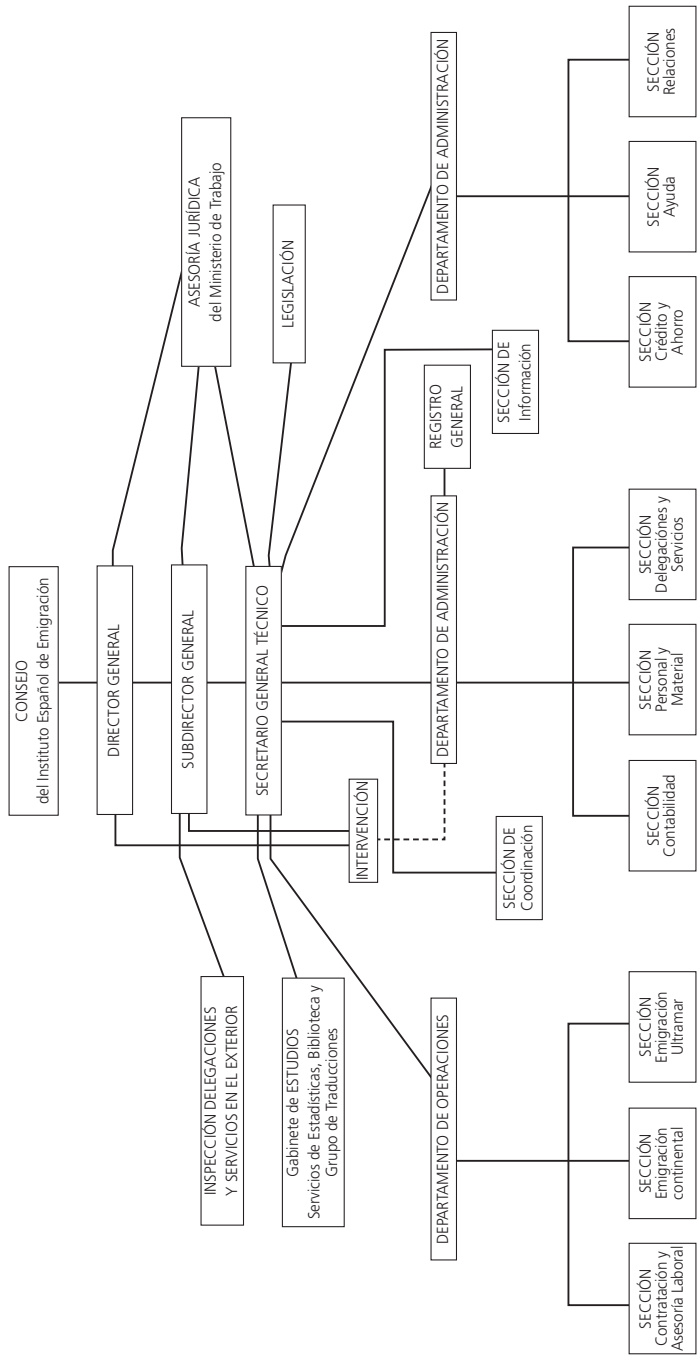 CONSEJO
del Instituto Español de Emigración
DIRECTOR GENERAL
ASESORÍA JURÍDICA
del Ministerio de Trabajo
SUBDIRECTOR GENERAL
INSPECCIÓN DELEGACIONES
Y SERVICIOS EN EL EXTERIOR
SECRETARIO GENERAL TÉCNICO
LEGISLACIÓN
Gabinete de ESTUDIOS
Servicios de Estadísticas, Biblioteca y
Grupo de Traducciones
INTERVENCIÓN
DEPARTAMENTO DE OPERACIONES
DEPARTAMENTO DE ADMINISTRACIÓN
REGISTRO
GENERAL
DEPARTAMENTO DE ADMINISTRACIÓN
SECCIÓN DE
Coordinación
SECCIÓN DE
Información
SECCIÓN
Contratación y
Asesoría Laboral
SECCIÓN
Emigración
continental
SECCIÓN
Emigración
Ultramar
SECCIÓN
Contabilidad
SECCIÓN
Personal y
Material
SECCIÓN
Delegaciónes y
Servicios
SECCIÓN
Crédito y
Ahorro
SECCIÓN
Ayuda
SECCIÓN
Relaciones